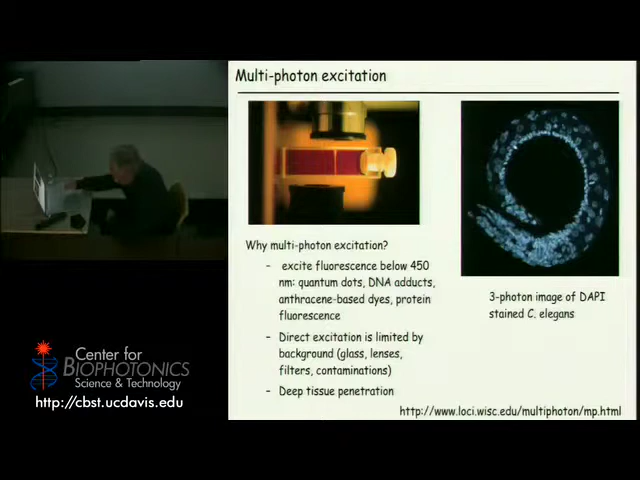 Multi-photon excitation
Why multi-photon excitation?
- excite fluorescence below 450
nm: quantum dots, DNA adducts,
anthracene-based dyes, protein
fluorescence
- Direct excitation is limited by
background (glass, lenses,
filters, contaminations)
- Deep tissue penetration
3-photon image of DAPI
stained C. elegans
http://www.loci.wisc.edu/multiphoton/mp.html
Center for
BIOPHOTONICS
Science & Technology
http://cbst.ucdavis.edu